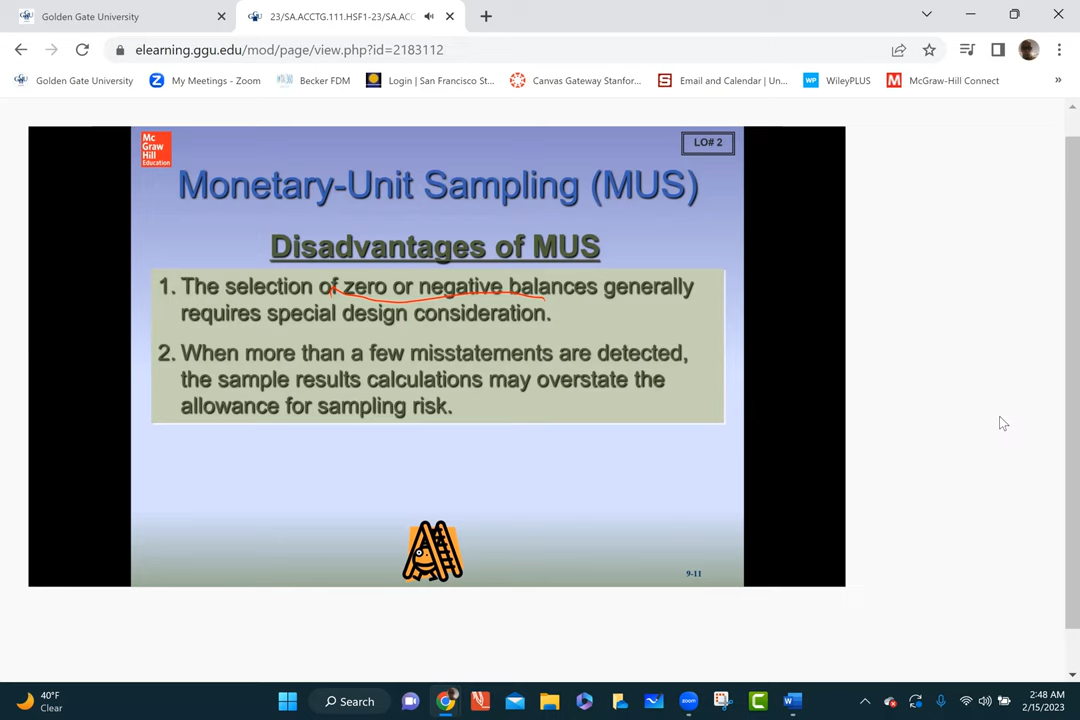 Golden Gate University
23/SA.ACCTG.111.HSF1-23/SA.ACC
elearning.ggu.edu/mod/page/view.php?id=2183112
Golden Gate University
My Meetings - Zoom
Becker FDM
Login | San Francisco St...
Canvas Gateway Stanfor...
Email and Calendar | Un...
WP
WileyPLUS
M
McGraw-Hill Connect
»
Mc
Graw
Hill
Education
LO# 2
Monetary-Unit Sampling (MUS)
Disadvantages of MUS
1. The selection of zero or negative balances generally
requires special design consideration.
2. When more than a few misstatements are detected,
the sample results calculations may overstate the
allowance for sampling risk.
9-11
40°F
Clear
Search
zoom
2:48 AM
2/15/2023